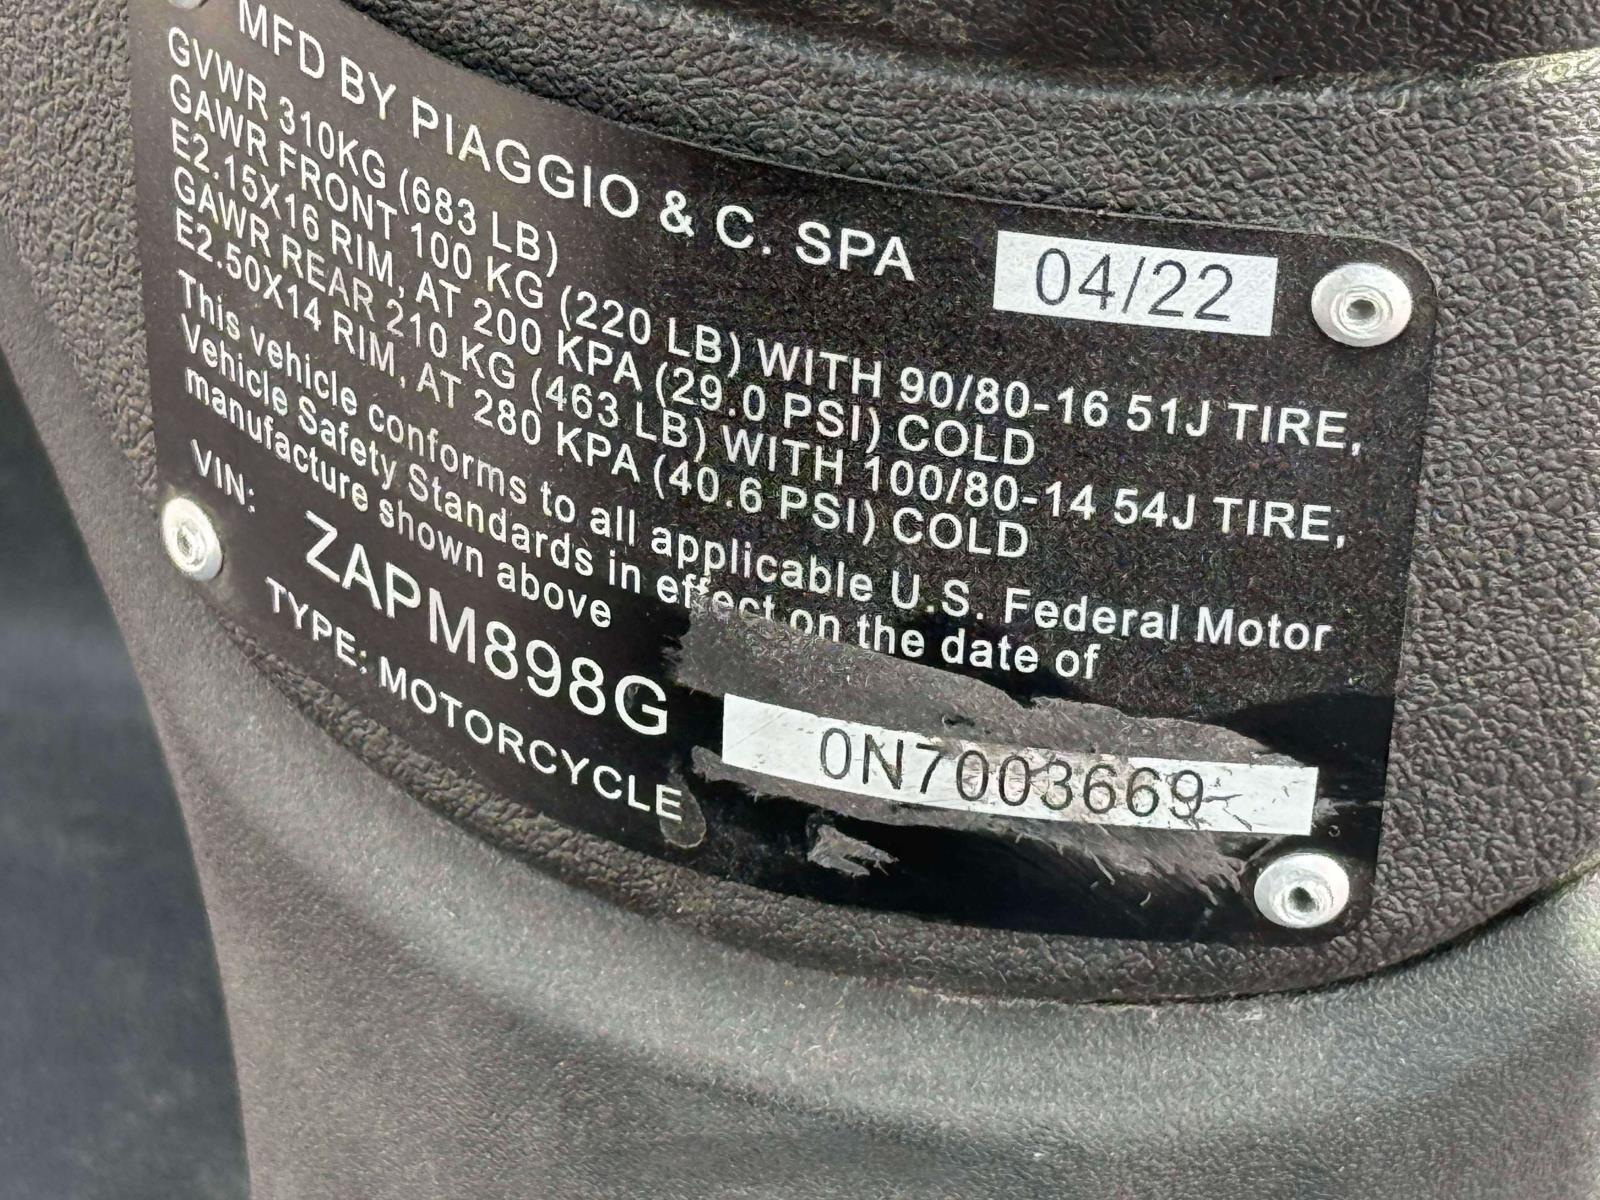 MFD BY PIAGGIO & C. SPA 04/22
GVWR 310KG (683 LB)
GAWR FRONT 100 KG (220 LB) WITH 90/80-16 51J TIRE,
E2.15X16 RIM, AT 200 KPA (29.0 PSI) COLD
GAWR REAR 210 KG (463 LB) WITH 100/80-14 54J TIRE,
E2.50X14 RIM, AT 280 KPA (40.6 PSI) COLD
This vehicle conforms to all applicable U.S. Federal Motor
Vehicle Safety Standards in effect on the date of
manufacture shown above
VIN: ZAPM898G 0N7003669
TYPE: MOTORCYCLE